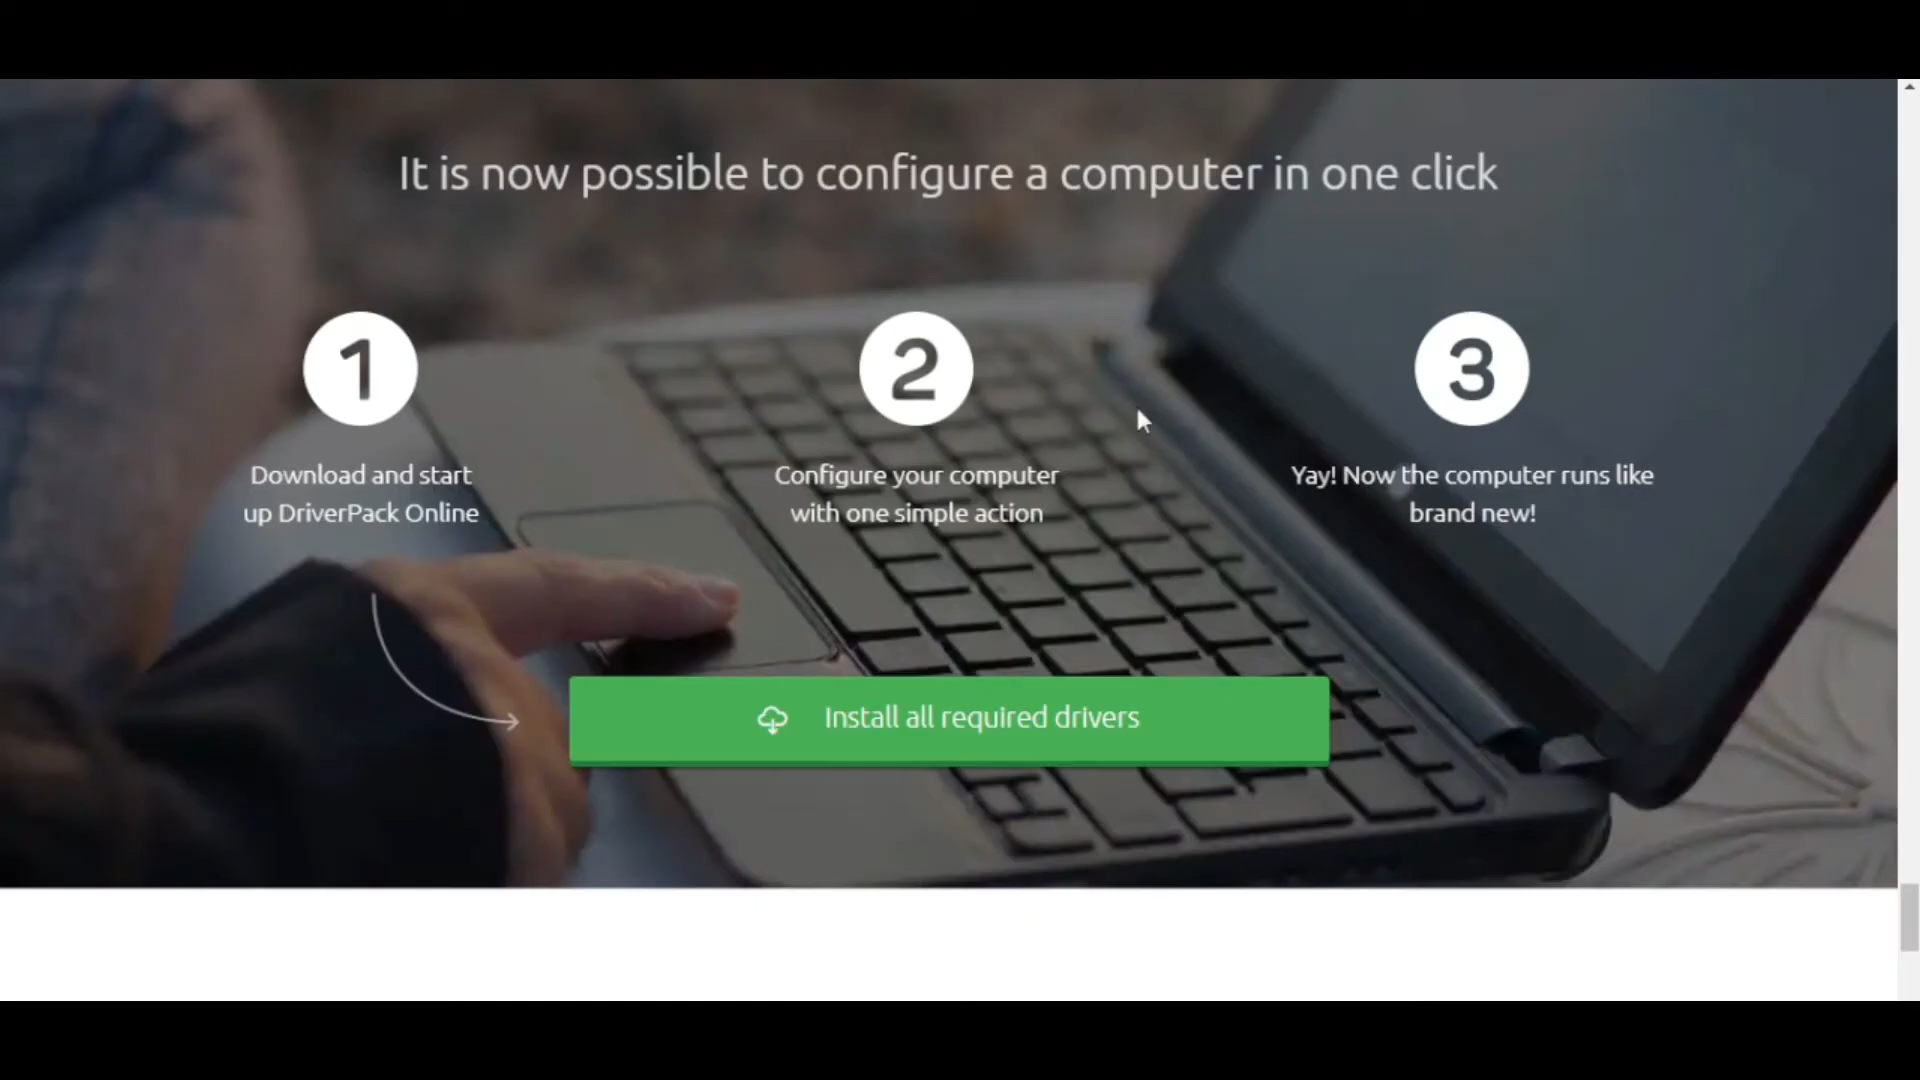 It is now possible to configure a computer in one click
1
2
3
Download and start
up DriverPack Online
Configure your computer
with one simple action
Yay! Now the computer runs like
brand new!
Install all required drivers